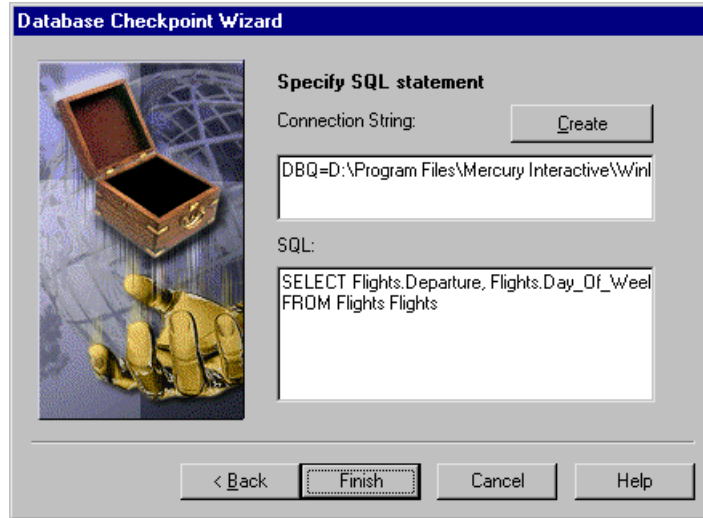 Database Checkpoint Wizard
Specify SQL statement
Connection String:
Create
DBQ=D:\Program Files\Mercury Interactive\Winl
SQL:
SELECT Flights.Departure, Flights.Day_Of_Weel
FROM Flights Flights
< Back
Finish
Cancel
Help